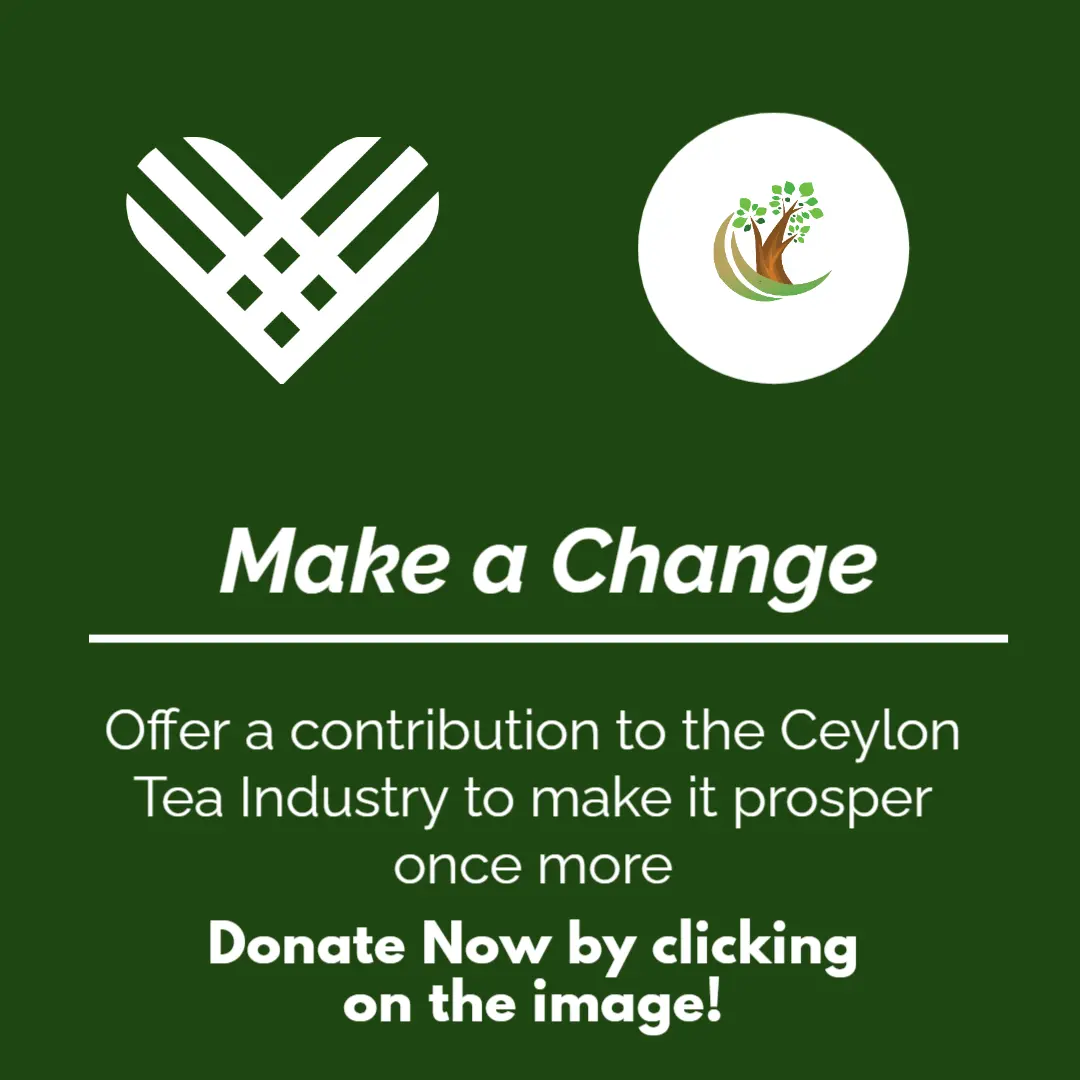 Make a Change
Offer a contribution to the Ceylon
Tea Industry to make it prosper
once more
Donate Now by clicking
on the image!